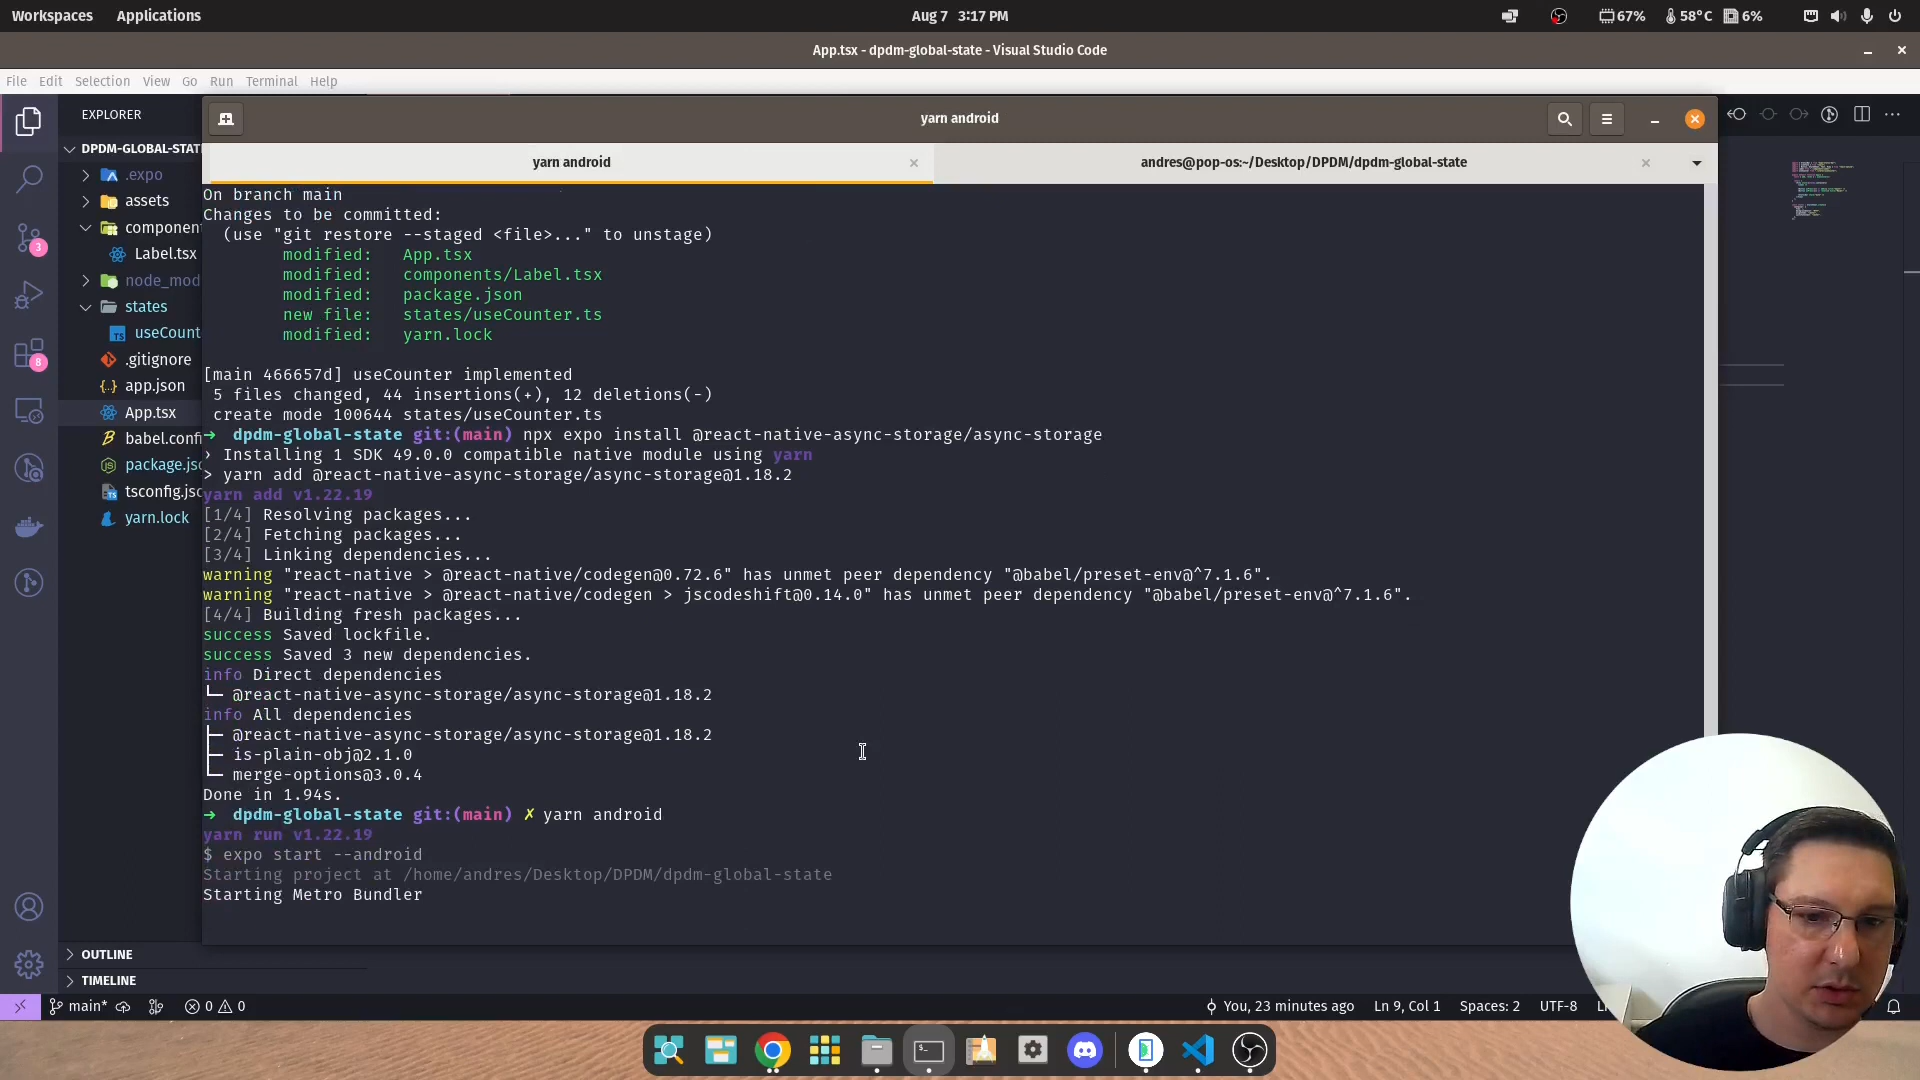 Workspaces
Applications
Aug 7 3:17 PM
67%
58°C
6%
App.tsx - dpdm-global-state - Visual Studio Code
File Edit Selection View Go Run Terminal Help
EXPLORER
DPDM-GLOBAL-STAT
.expo
assets
componen
Label.tsx
node_mod
states
useCount
.gitignore
app.json
App.tsx
babel.confi
package.jsc
tsconfig.jsc
yarn.lock
3
8
OUTLINE
TIMELINE
yarn android
yarn android
andres@pop-os:~/Desktop/DPDM/dpdm-global-state
On branch main
Changes to be committed:
(use "git restore --staged <file>..." to unstage)
modified: App.tsx
modified: components/Label.tsx
modified: package.json
new file: states/useCounter.ts
modified: yarn.lock
[main 466657d] useCounter implemented
5 files changed, 44 insertions(+), 12 deletions(-)
create mode 100644 states/useCounter.ts
➜ dpdm-global-state git:(main) npx expo install @react-native-async-storage/async-storage
› Installing 1 SDK 49.0.0 compatible native module using yarn
> yarn add @react-native-async-storage/async-storage@1.18.2
yarn add v1.22.19
[1/4] Resolving packages...
[2/4] Fetching packages...
[3/4] Linking dependencies...
warning "react-native > @react-native/codegen@0.72.6" has unmet peer dependency "@babel/preset-env@^7.1.6".
warning "react-native > @react-native/codegen > jscodeshift@0.14.0" has unmet peer dependency "@babel/preset-env@^7.1.6".
[4/4] Building fresh packages...
success Saved lockfile.
success Saved 3 new dependencies.
info Direct dependencies
└─ @react-native-async-storage/async-storage@1.18.2
info All dependencies
├─ @react-native-async-storage/async-storage@1.18.2
├─ is-plain-obj@2.1.0
└─ merge-options@3.0.4
Done in 1.94s.
➜ dpdm-global-state git:(main) ✗ yarn android
yarn run v1.22.19
$ expo start --android
Starting project at /home/andres/Desktop/DPDM/dpdm-global-state
Starting Metro Bundler
main*
0
0
You, 23 minutes ago
Ln 9, Col 1
Spaces: 2
UTF-8